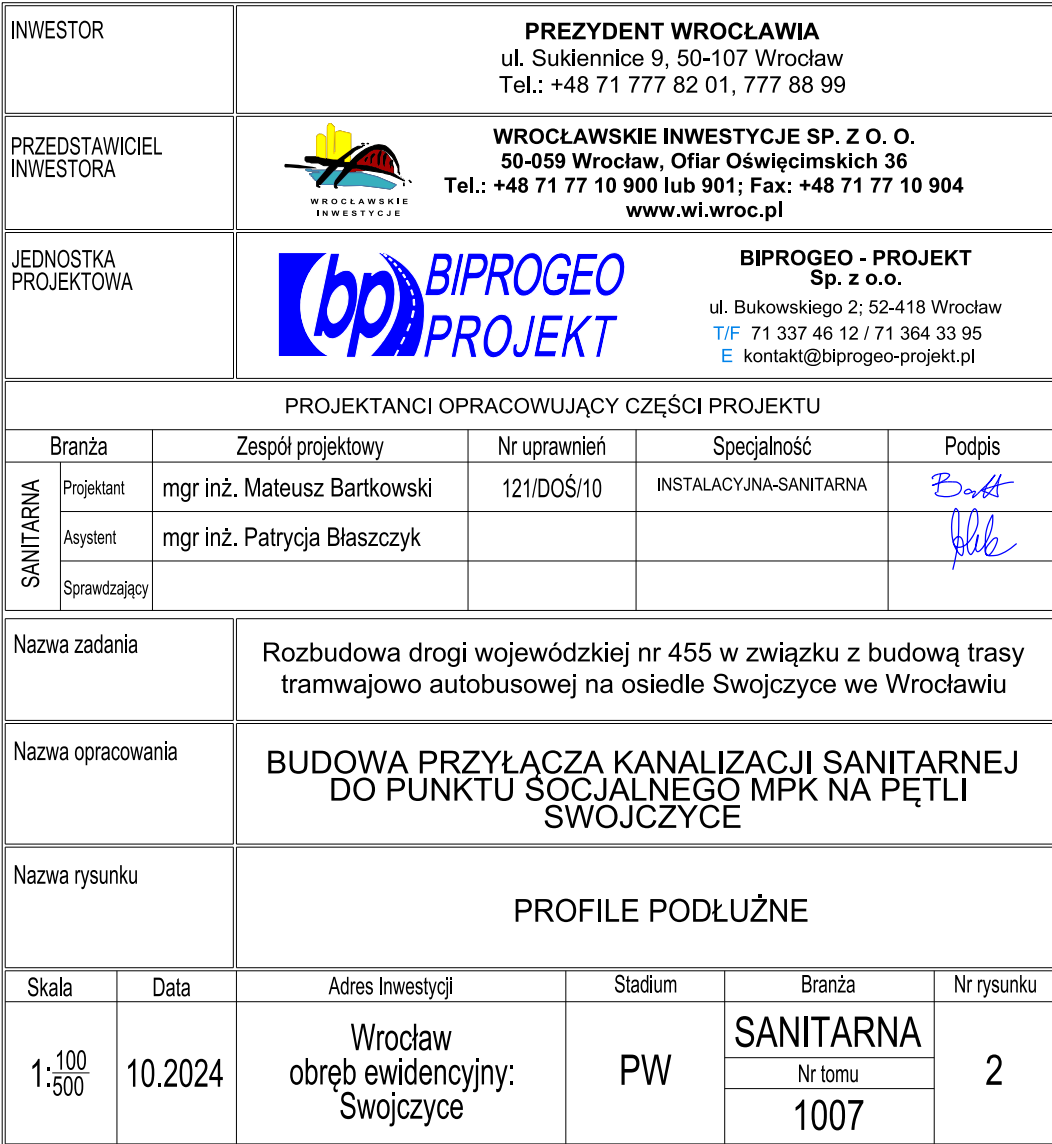 INWESTOR
PREZYDENT WROCŁAWIA
ul. Sukiennice 9, 50-107 Wrocław
Tel.: +48 71 777 82 01, 777 88 99
PRZEDSTAWICIEL
INWESTORA
WROCŁAWSKIE
INWESTYCJE
WROCŁAWSKIE INWESTYCJE SP. Z O. O.
50-059 Wrocław, Ofiar Oświęcimskich 36
Tel.: +48 71 77 10 900 lub 901; Fax: +48 71 77 10 904
www.wi.wroc.pl
JEDNOSTKA
PROJEKTOWA
bp
BIPROGEO
PROJEKT
BIPROGEO - PROJEKT
Sp. z o.o.
ul. Bukowskiego 2; 52-418 Wrocław
T/F 71 337 46 12 / 71 364 33 95
E kontakt@biprogeo-projekt.pl
PROJEKTANCI OPRACOWUJĄCY CZĘŚCI PROJEKTU
Branża Zespół projektowy Nr uprawnień Specjalność Podpis
SANITARNA
Projektant mgr inż. Mateusz Bartkowski 121/DOŚ/10 INSTALACYJNA-SANITARNA
Asystent mgr inż. Patrycja Błaszczyk
Sprawdzający
Nazwa zadania
Rozbudowa drogi wojewódzkiej nr 455 w związku z budową trasy
tramwajowo autobusowej na osiedle Swojczyce we Wrocławiu
Nazwa opracowania
BUDOWA PRZYŁĄCZA KANALIZACJI SANITARNEJ
DO PUNKTU SOCJALNEGO MPK NA PĘTLI
SWOJCZYCE
Nazwa rysunku
PROFILE PODŁUŻNE
Skala Data Adres Inwestycji Stadium Branża Nr rysunku
1:100/500 10.2024
Wrocław
obręb ewidencyjny:
Swojczyce
PW
SANITARNA
Nr tomu
1007
2